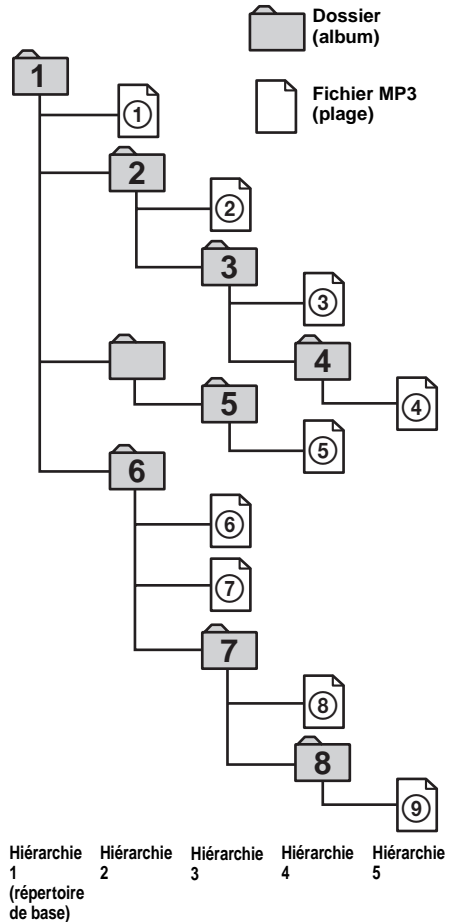 Dossier
(album)
1
Fichier MP3
(plage)
①
2
②
3
③
4
④
5
⑤
6
⑥
⑦
7
⑧
8
⑨
Hiérarchie
1
(répertoire
de base)
Hiérarchie
2
Hiérarchie
3
Hiérarchie
4
Hiérarchie
5